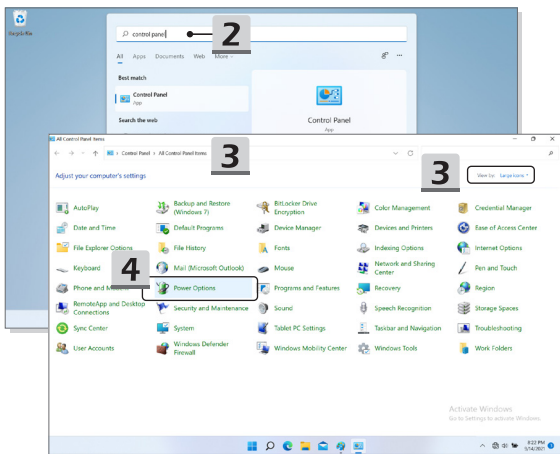 Recycle Bin
control panel
2
All Apps Documents Web More
Best match
Control Panel
App
Search the web
Control Panel
App
All Control Panel Items
Control Panel > All Control Panel Items
3
3
Adjust your computer's settings
View by: Large icons
AutoPlay
Backup and Restore
(Windows 7)
BitLocker Drive
Encryption
Color Management
Credential Manager
Date and Time
Default Programs
Device Manager
Devices and Printers
Ease of Access Center
File Explorer Options
File History
Fonts
Indexing Options
Internet Options
Keyboard
4
Mail (Microsoft Outlook)
Mouse
Network and Sharing
Center
Pen and Touch
Phone and
Power Options
Programs and Features
Recovery
Region
RemoteApp and Desktop
Connections
Security and Maintenance
Sound
Speech Recognition
Storage Spaces
Sync Center
System
Tablet PC Settings
Taskbar and Navigation
Troubleshooting
User Accounts
Windows Defender
Firewall
Windows Mobility Center
Windows Tools
Work Folders
Activate Windows
Go to Settings to activate Windows.
8:22 PM
9/14/2021